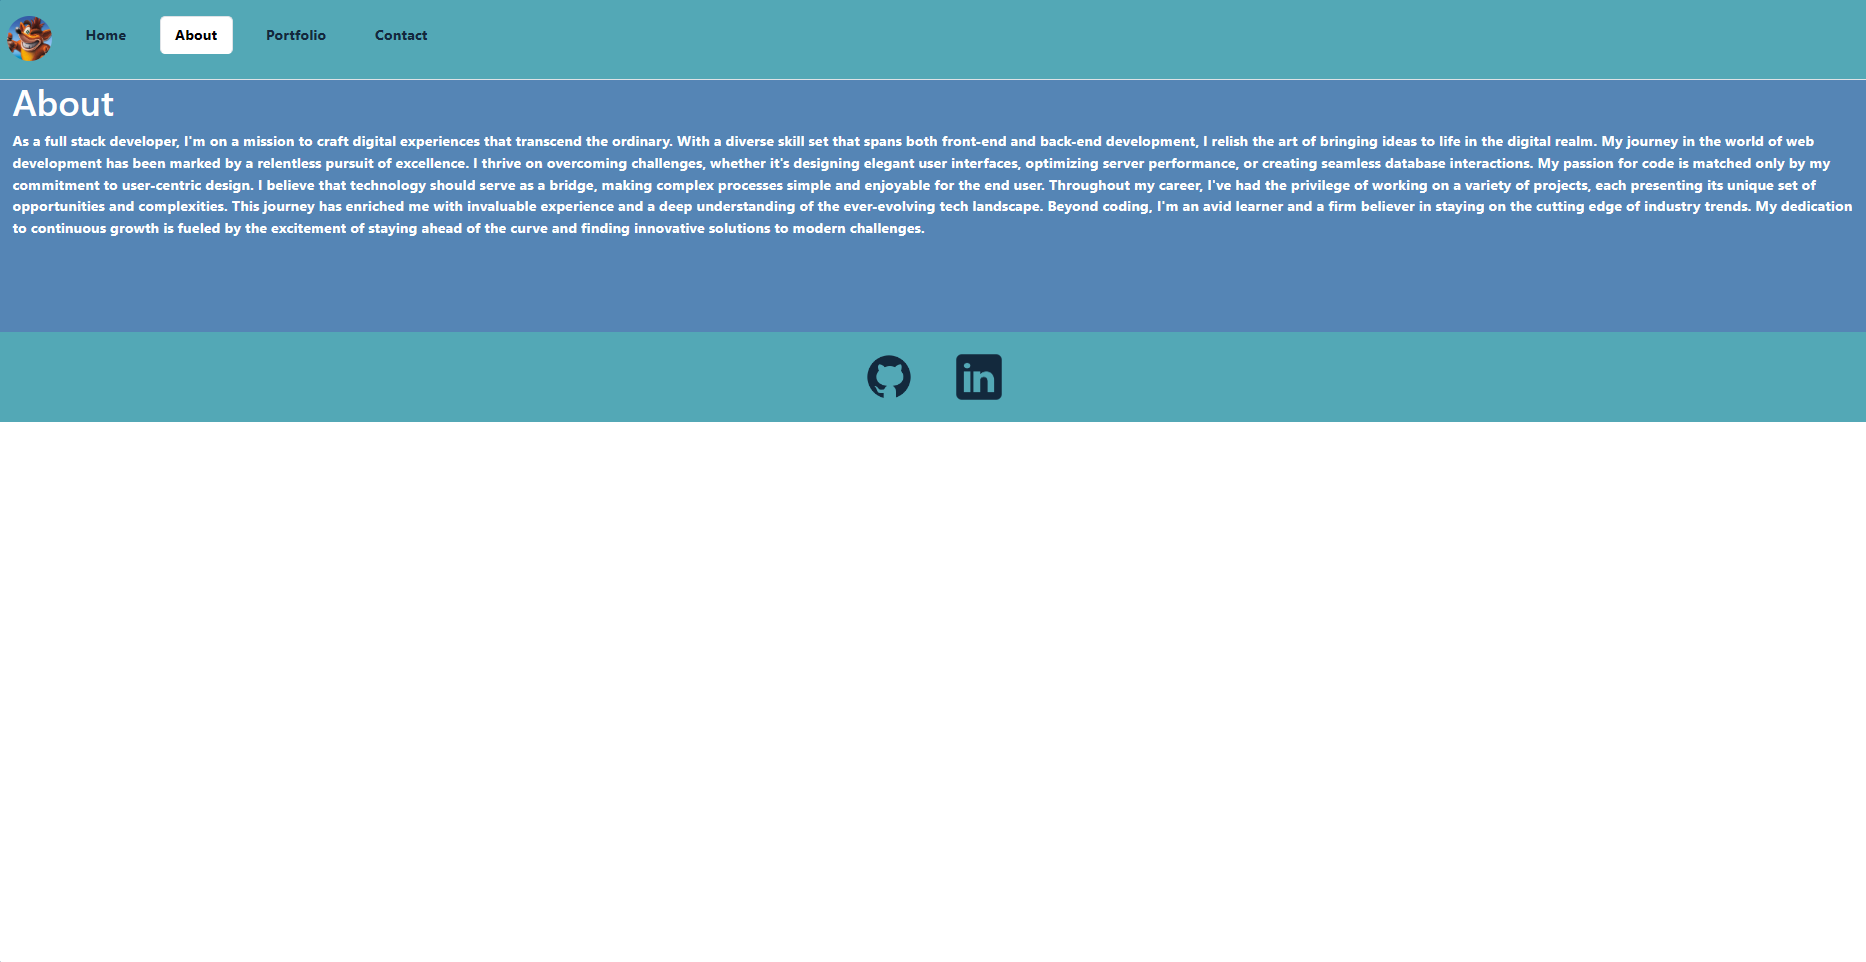 Home About Portfolio Contact
About
As a full stack developer, I'm on a mission to craft digital experiences that transcend the ordinary. With a diverse skill set that spans both front-end and back-end development, I relish the art of bringing ideas to life in the digital realm. My journey in the world of web
development has been marked by a relentless pursuit of excellence. I thrive on overcoming challenges, whether it's designing elegant user interfaces, optimizing server performance, or creating seamless database interactions. My passion for code is matched only by my
commitment to user-centric design. I believe that technology should serve as a bridge, making complex processes simple and enjoyable for the end user. Throughout my career, I've had the privilege of working on a variety of projects, each presenting its unique set of
opportunities and complexities. This journey has enriched me with invaluable experience and a deep understanding of the ever-evolving tech landscape. Beyond coding, I'm an avid learner and a firm believer in staying on the cutting edge of industry trends. My dedication
to continuous growth is fueled by the excitement of staying ahead of the curve and finding innovative solutions to modern challenges.
in